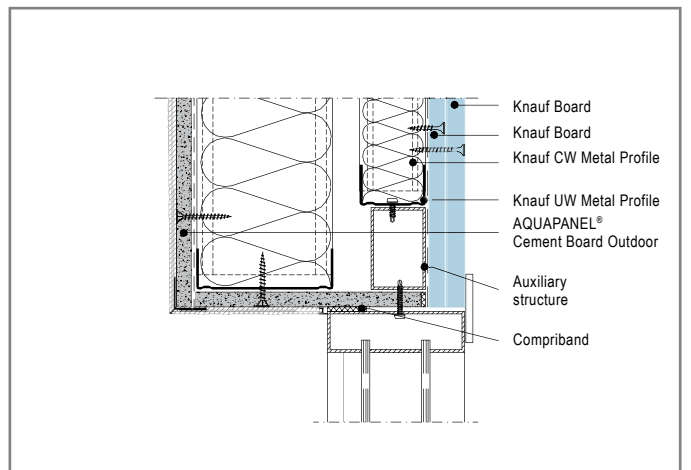 Knauf Board
Knauf Board
Knauf CW Metal Profile
Knauf UW Metal Profile
AQUAPANEL®
Cement Board Outdoor
Auxiliary
structure
Compriband